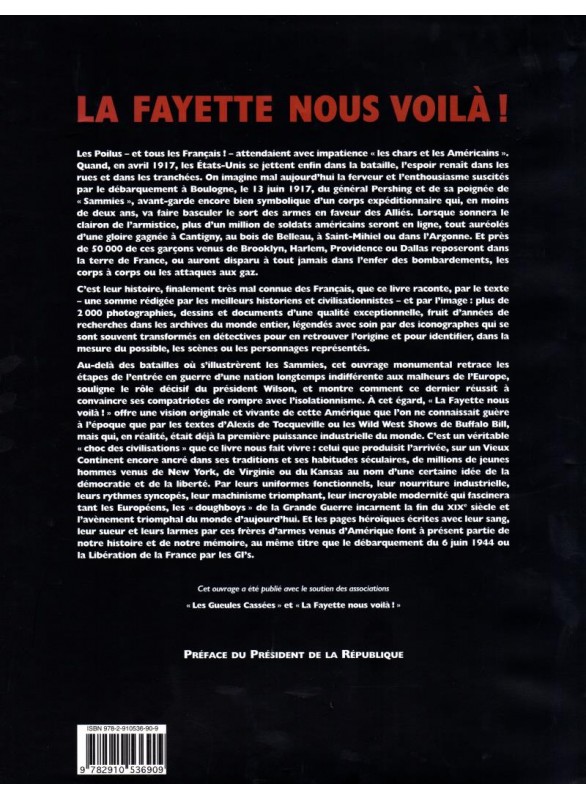 LA FAYETTE NOUS VOILÀ !
Les Poilus – et tous les Français ! – attendaient avec impatience « les chars et les Américains ».
Quand, en avril 1917, les États-Unis se jettent enfin dans la bataille, l'espoir renaît dans les
rues et dans les tranchées. On imagine mal aujourd'hui la ferveur et l'enthousiasme suscités
par le débarquement à Boulogne, le 13 juin 1917, du général Pershing et de sa poignée de
« Sammies », avant-garde encore bien symbolique d'un corps expéditionnaire qui, en moins
de deux ans, va faire basculer le sort des armes en faveur des Alliés. Lorsque sonnera le
clairon de l'armistice, plus d'un million de soldats américains seront en ligne, tout auréolés
d'une gloire gagnée à Cantigny, au bois de Belleau, à Saint-Mihiel ou dans l'Argonne. Et près
de 50 000 de ces garçons venus de Brooklyn, Harlem, Providence ou Dallas reposeront dans
la terre de France, ou auront disparu à tout jamais dans l'enfer des bombardements, les
corps à corps ou les attaques aux gaz.
C'est leur histoire, finalement très mal connue des Français, que ce livre raconte, par le texte
– une somme rédigée par les meilleurs historiens et civilisationnistes – et par l'image : plus de
2 000 photographies, dessins et documents d'une qualité exceptionnelle, fruit d'années de
recherches dans les archives du monde entier, légendés avec soin par des iconographes qui se
sont souvent transformés en détectives pour en retrouver l'origine et pour identifier, dans la
mesure du possible, les scènes ou les personnages représentés.
Au-delà des batailles où s'illustrèrent les Sammies, cet ouvrage monumental retrace les
étapes de l'entrée en guerre d'une nation longtemps indifférente aux malheurs de l'Europe,
souligne le rôle décisif du président Wilson, et montre comment ce dernier réussit à
convaincre ses compatriotes de rompre avec l'isolationnisme. À cet égard, « La Fayette nous
voilà ! » offre une vision originale et vivante de cette Amérique que l'on ne connaissait guère
à l'époque que par les textes d'Alexis de Tocqueville ou les Wild West Shows de Buffalo Bill,
mais qui, en réalité, était déjà la première puissance industrielle du monde. C'est un véritable
« choc des civilisations » que ce livre nous fait vivre : celui que produisit l'arrivée, sur un Vieux
Continent encore ancré dans ses traditions et ses habitudes séculaires, de millions de jeunes
hommes venus de New York, de Virginie ou du Kansas au nom d'une certaine idée de la
démocratie et de la liberté. Par leurs uniformes fonctionnels, leur nourriture industrielle,
leurs rythmes syncopés, leur machinisme triomphant, leur incroyable modernité qui fascinera
tant les Européens, les « doughboys » de la Grande Guerre incarnent la fin du XIXe siècle et
l'avènement triomphal du monde d'aujourd'hui. Et les pages héroïques écrites avec leur sang,
leur sueur et leurs larmes par ces frères d'armes venus d'Amérique font à présent partie de
notre histoire et de notre mémoire, au même titre que le débarquement du 6 juin 1944 ou
la Libération de la France par les GI's.
Cet ouvrage a été publié avec le soutien des associations
« Les Gueules Cassées » et « La Fayette nous voilà ! »
PRÉFACE DU PRÉSIDENT DE LA RÉPUBLIQUE
ISBN 978-2-910536-90-9
9 782910 536909